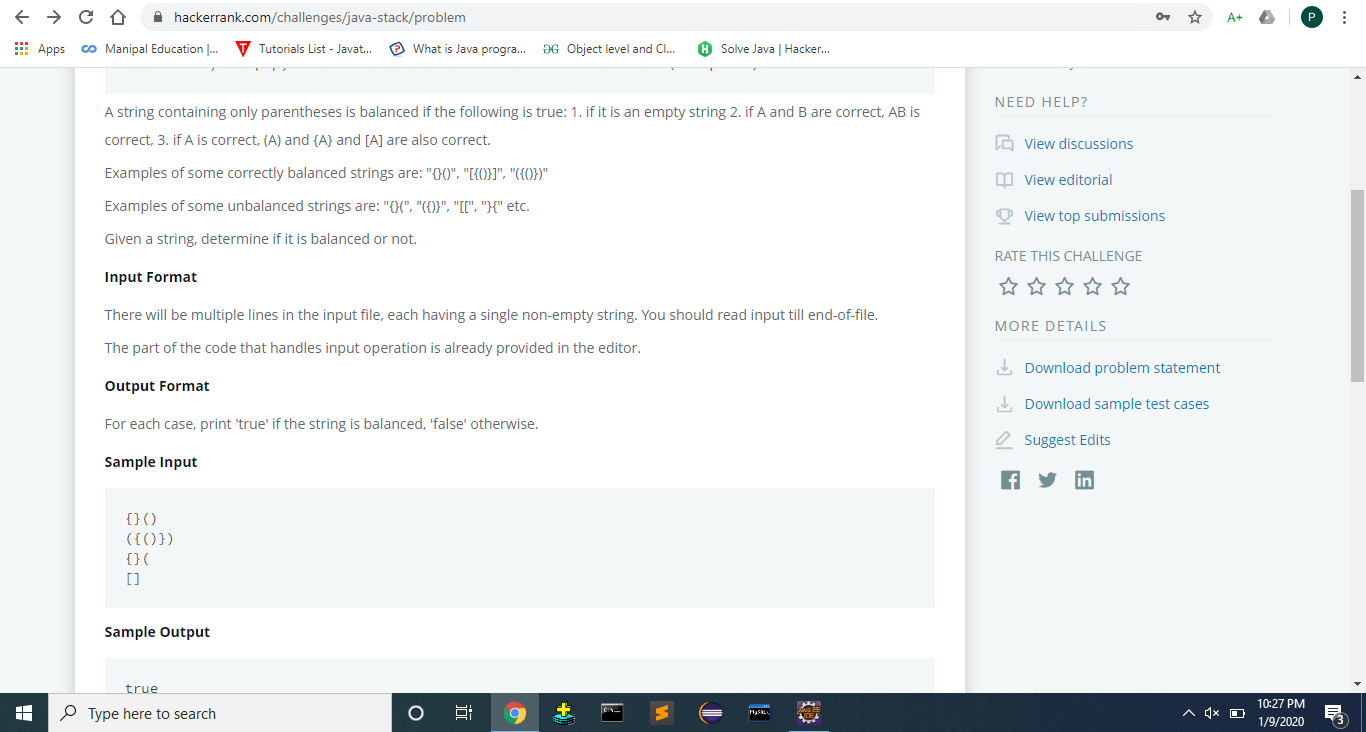 hackerrank.com/challenges/java-stack/problem
A+
P
Apps
Manipal Education |...
Tutorials List - Javat...
What is Java progra...
Object level and Cl...
Solve Java | Hacker...
A string containing only parentheses is balanced if the following is true: 1. if it is an empty string 2. if A and B are correct, AB is
correct, 3. if A is correct, (A) and {A} and [A] are also correct.
Examples of some correctly balanced strings are: "{}()", "[{()}]", "({()})"
Examples of some unbalanced strings are: "{}(", "({)}", "[[", "}{" etc.
Given a string, determine if it is balanced or not.
Input Format
There will be multiple lines in the input file, each having a single non-empty string. You should read input till end-of-file.
The part of the code that handles input operation is already provided in the editor.
Output Format
For each case, print 'true' if the string is balanced, 'false' otherwise.
Sample Input
{}()
({()})
{}(
[]
Sample Output
true
NEED HELP?
View discussions
View editorial
View top submissions
RATE THIS CHALLENGE
MORE DETAILS
Download problem statement
Download sample test cases
Suggest Edits
Type here to search
10:27 PM
1/9/2020
3